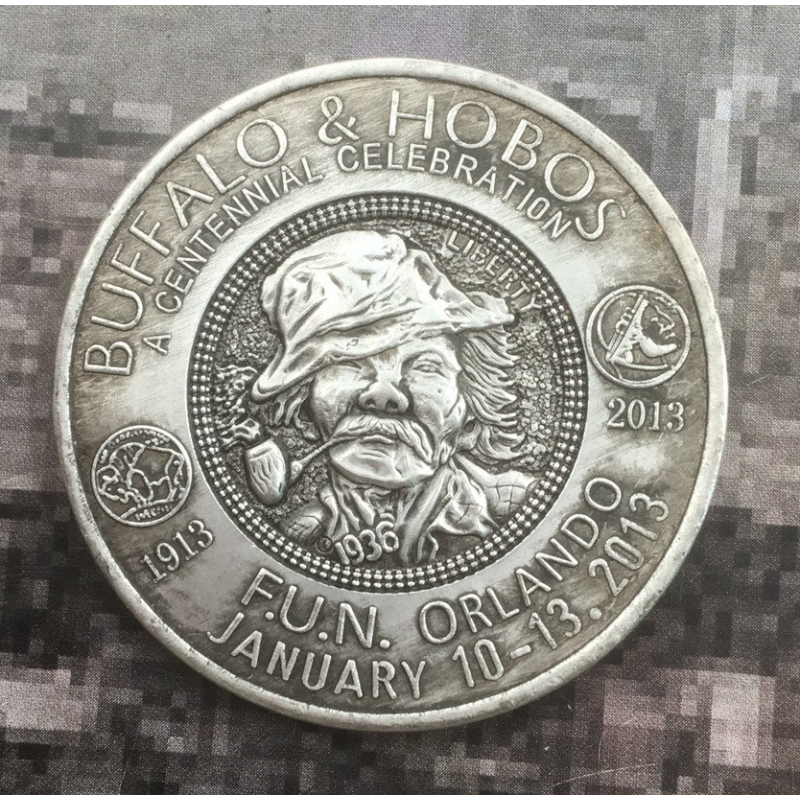 BUFFALO & HOBOS
A CENTENNIAL CELEBRATION
LIBERTY
1936
1913
2013
F.U.N. ORLANDO
JANUARY 10-13. 2013